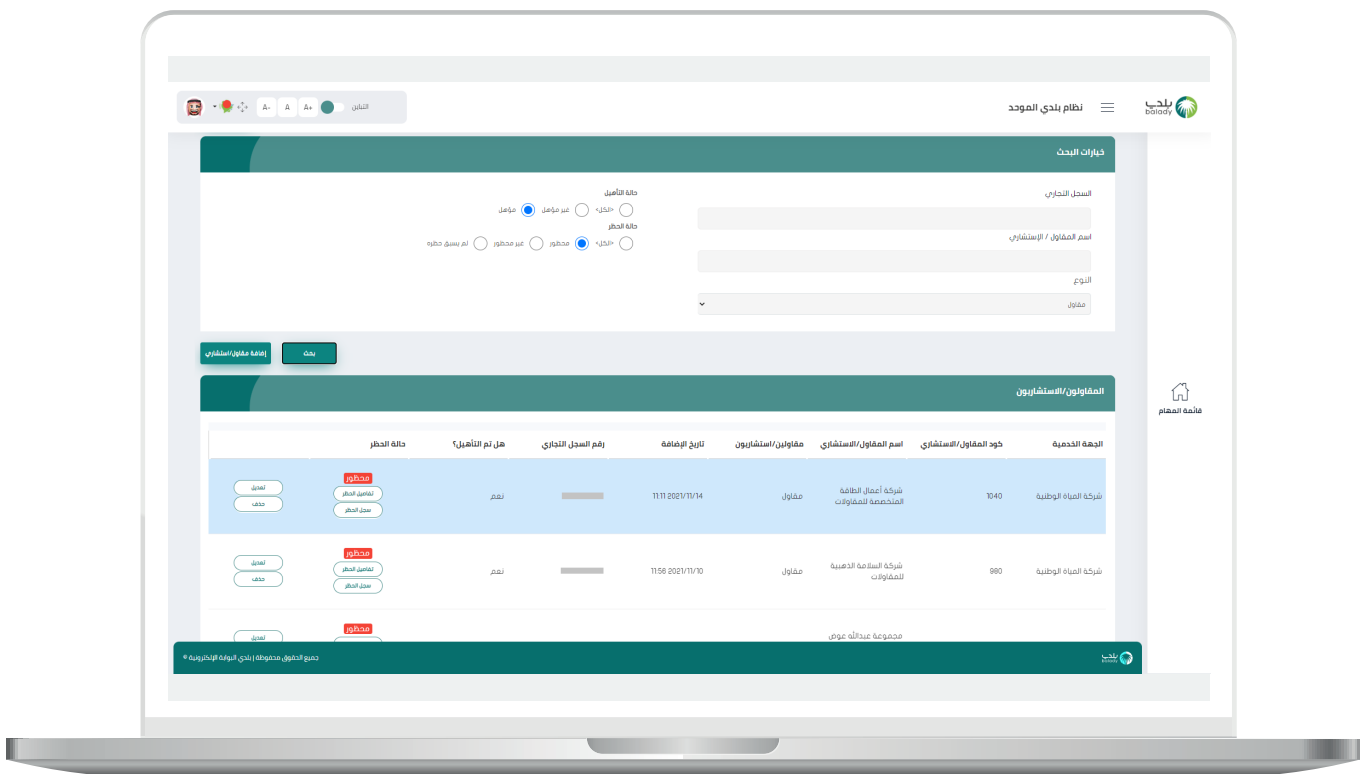 بلدي
balady
نظام بلدي الموحد
التباين
A+
A
A-
خيارات البحث
السجل التجاري
اسم المقاول / الإستشاري
النوع
مقاول
حالة التأهيل
<الكل> غير مؤهل مؤهل
حالة الحظر
<الكل> محظور غير محظور لم يسبق حظره
بحث
إضافة مقاول/استشاري
قائمة المهام
المقاولون/الاستشاريون
الجهة الخدمية كود المقاول/الاستشاري اسم المقاول/الاستشاري مقاولين/استشاريون تاريخ الإضافة رقم السجل التجاري هل تم التأهيل؟ حالة الحظر
شركة المياة الوطنية 1040 شركة أعمال الطاقة المتخصصة للمقاولات مقاول 2021/11/14 11:11 نعم محظور
تفاصيل الحظر
سجل الحظر
تعديل
حذف
شركة المياة الوطنية 980. شركة السلامة الذهبية للمقاولات مقاول 2021/11/10 11:56 نعم محظور
تفاصيل الحظر
سجل الحظر
تعديل
حذف
مجموعة عبدالله عوض محظور
تعديل
بلدي
balady
جميع الحقوق محفوظة | بلدي البوابة الإلكترونية ©